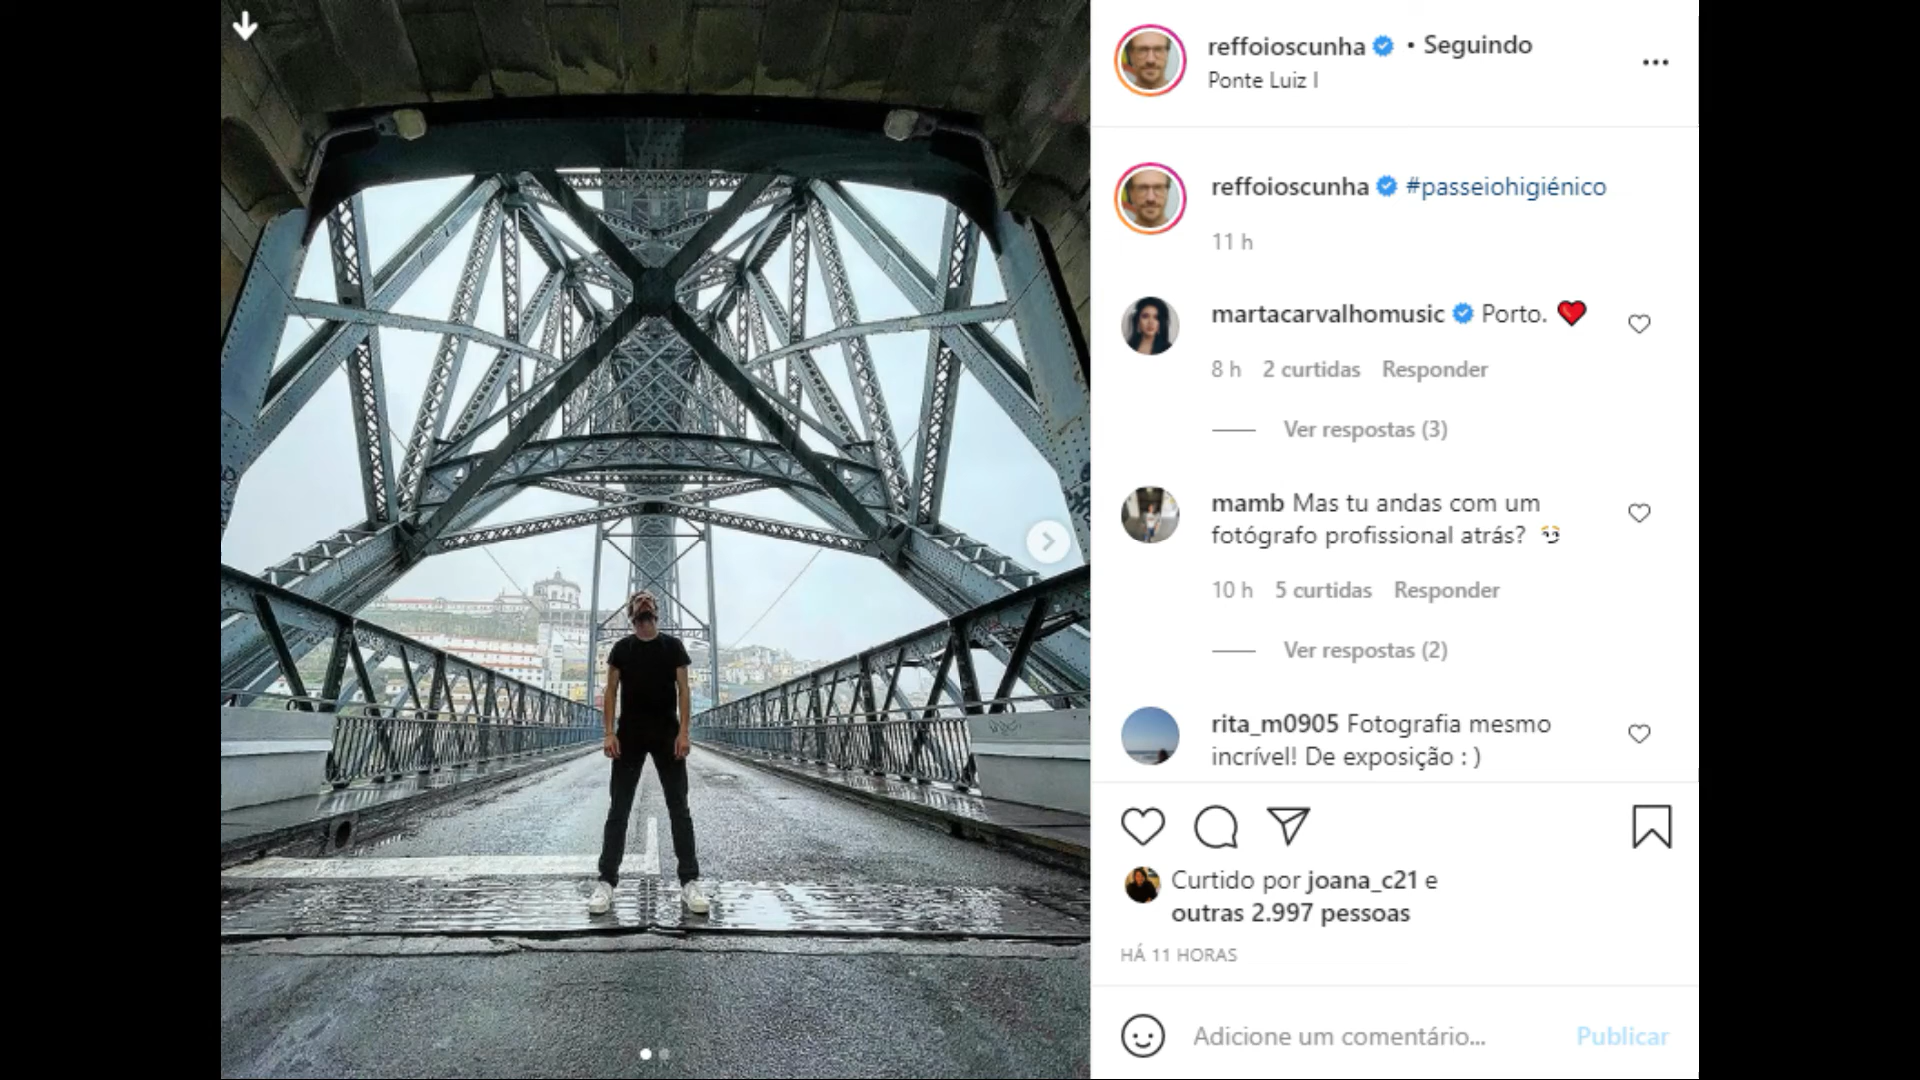 reffoioscunha • Seguindo
Ponte Luiz I
reffoioscunha #passeiohigiénico
11 h
martacarvalhomusic Porto. ❤️
8 h 2 curtidas Responder
Ver respostas (3)
mamb Mas tu andas com um
fotógrafo profissional atrás?
10 h 5 curtidas Responder
Ver respostas (2)
rita_m0905 Fotografia mesmo
incrível! De exposição : )
Curtido por joana_c21 e
outras 2.997 pessoas
HÁ 11 HORAS
Adicione um comentário... Publicar